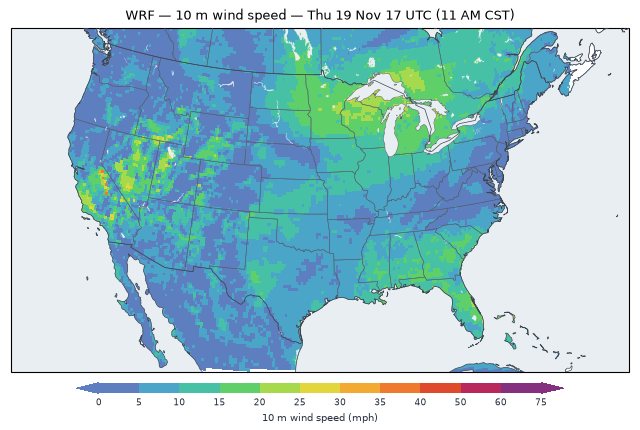 WRF — 10 m wind speed — Thu 19 Nov 17 UTC (11 AM CST)
0 5 10 15 20 25 30 35 40 50 60 75
10 m wind speed (mph)